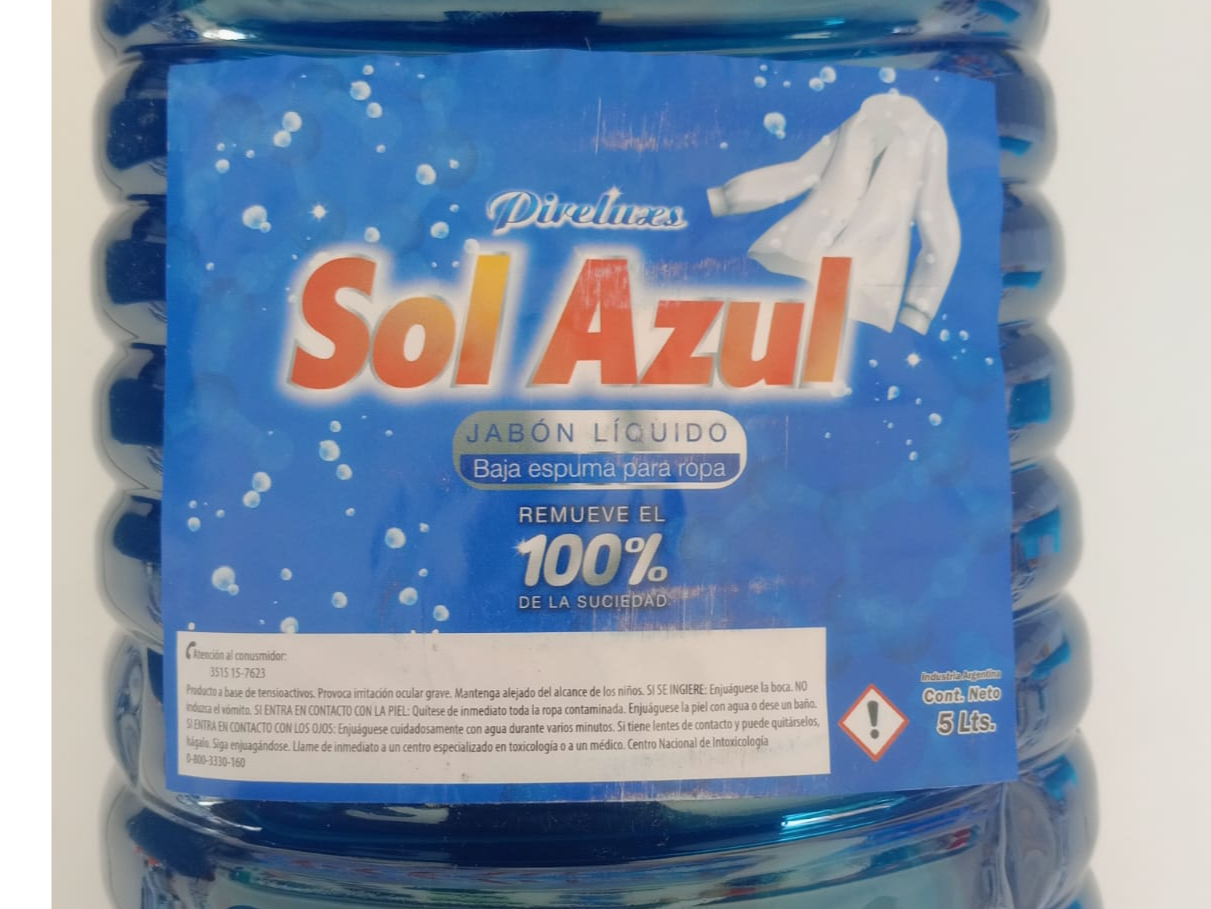 Direluxes
Sol Azul
JABÓN LÍQUIDO
Baja espuma para ropa
REMUEVE EL
100%
DE LA SUCIEDAD
Atención al conusmidor:
3515 15-7623
Producto a base de tensioactivos. Provoca irritación ocular grave. Mantenga alejado del alcance de los niños. SI SE INGIERE: Enjuáguese la boca. NO
induzca el vómito. SI ENTRA EN CONTACTO CON LA PIEL: Quítese de inmediato toda la ropa contaminada. Enjuáguese la piel con agua o dese un baño.
SI ENTRA EN CONTACTO CON LOS OJOS: Enjuáguese cuidadosamente con agua durante varios minutos. Si tiene lentes de contacto y puede quitárselos,
hágalo. Siga enjuagándose. Llame de inmediato a un centro especializado en toxicología o a un médico. Centro Nacional de Intoxicología
0-800-3330-160
Industria Argentina
Cont. Neto
5 Lts.